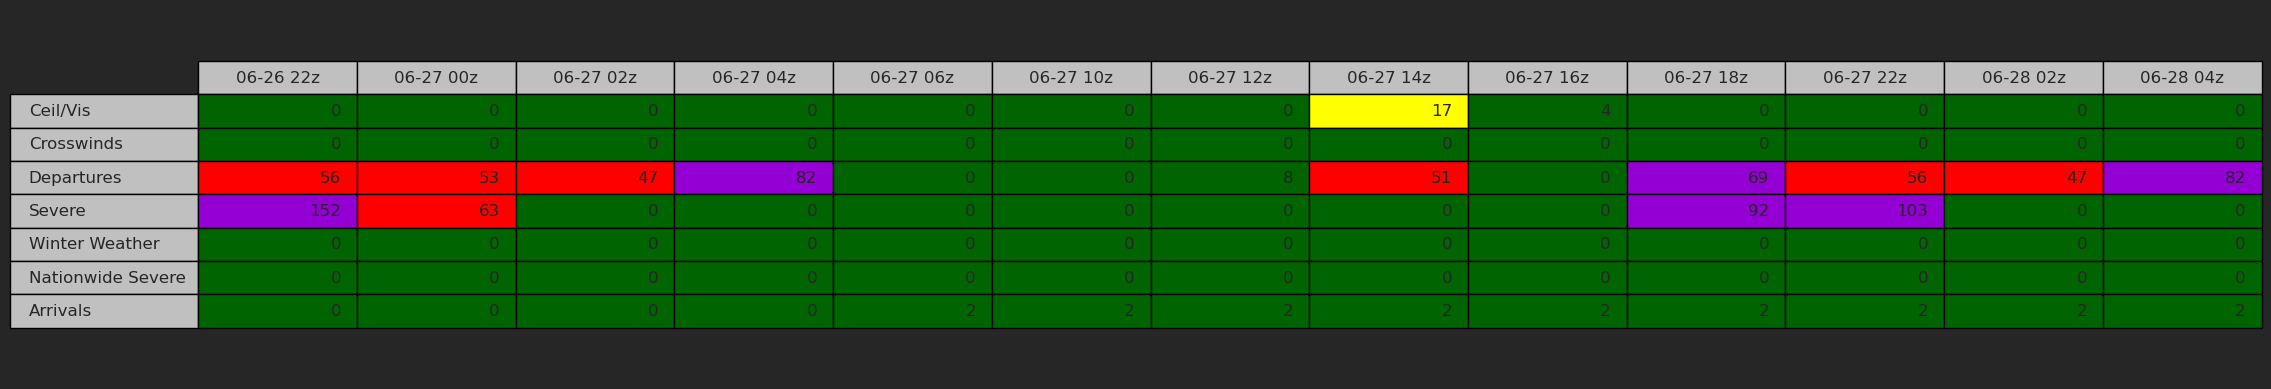 06-26 22z 06-27 00z 06-27 02z 06-27 04z 06-27 06z 06-27 10z 06-27 12z 06-27 14z 06-27 16z 06-27 18z 06-27 22z 06-28 02z 06-28 04z
Ceil/Vis 0 0 0 0 0 0 0 17 4 0 0 0 0
Crosswinds 0 0 0 0 0 0 0 0 0 0 0 0 0
Departures 56 53 47 82 0 0 8 51 0 69 56 47 82
Severe 152 63 0 0 0 0 0 0 0 92 103 0 0
Winter Weather 0 0 0 0 0 0 0 0 0 0 0 0 0
Nationwide Severe 0 0 0 0 0 0 0 0 0 0 0 0 0
Arrivals 0 0 0 0 2 2 2 2 2 2 2 2 2